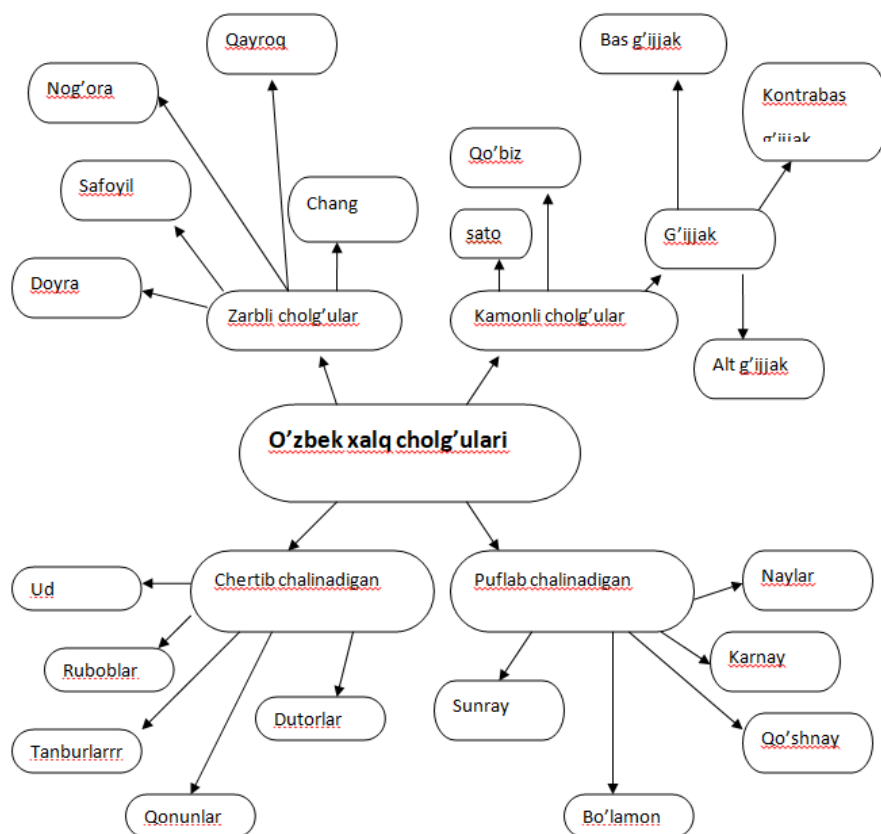 Qayroq
Bas g’ijjak
Nog’ora
Kontrabas
g’ijjak
Qo’biz
Safoyil
Chang
sato
G’ijjak
Doyra
Zarbli cholg’ular
Kamonli cholg’ular
Alt g’ijjak
O’zbek xalq cholg’ulari
Chertib chalinadigan
Puflab chalinadigan
Naylar
Ud
Ruboblar
Karnay
Dutorlar
Sunray
Tanburlarrr
Qo’shnay
Qonunlar
Bo’lamon